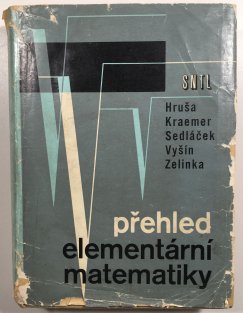 SNTL
Hruša
Kraemer
Sedláček
Vyšín
Zelinka
přehled
elementární
matematiky